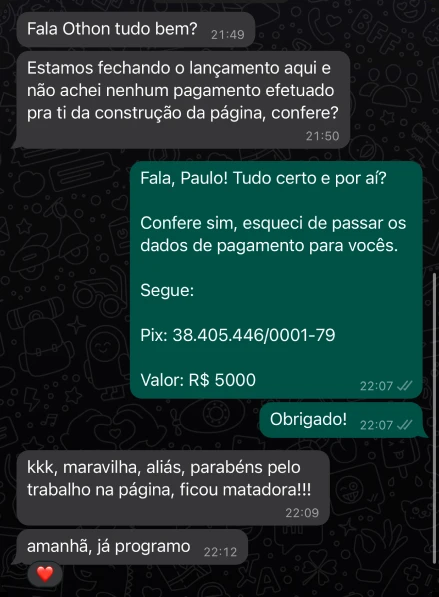 Fala Othon tudo bem? 21:49
Estamos fechando o lançamento aqui e
não achei nenhum pagamento efetuado
pra ti da construção da página, confere?
21:50
Fala, Paulo! Tudo certo e por aí?
Confere sim, esqueci de passar os
dados de pagamento para vocês.
Segue:
Pix: 38.405.446/0001-79
Valor: R$ 5000 22:07
Obrigado! 22:07
kkk, maravilha, aliás, parabéns pelo
trabalho na página, ficou matadora!!!
22:09
amanhã, já programo 22:12